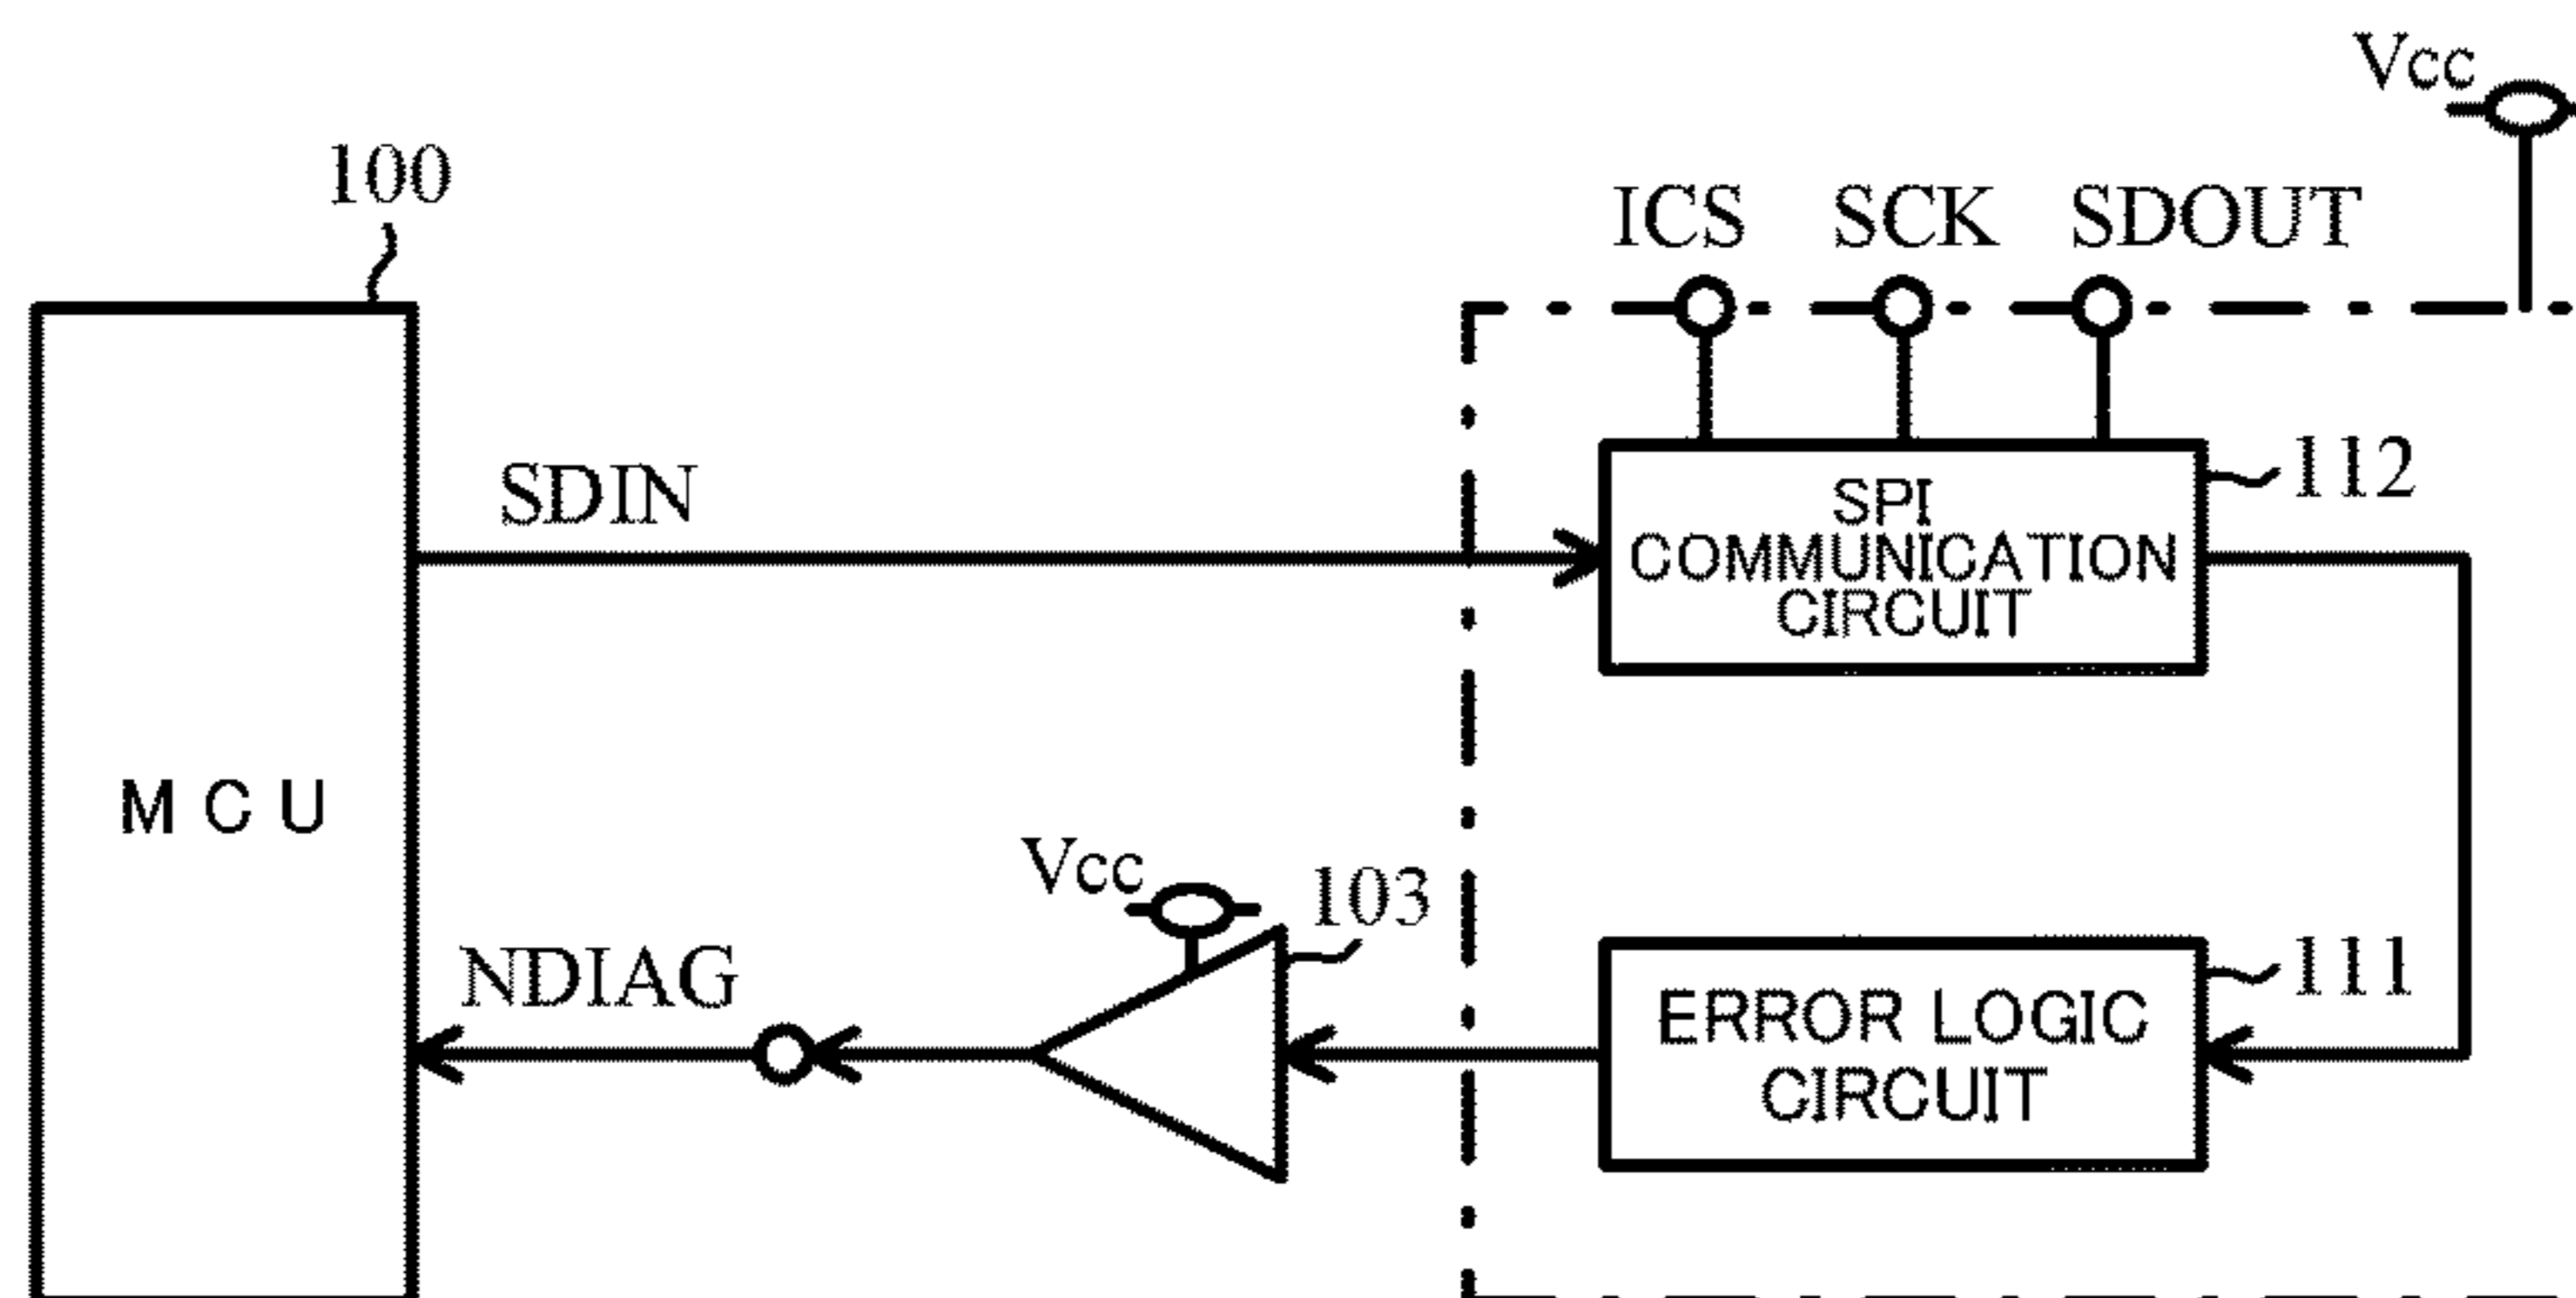 Vcc
100
ICS SCK SDOUT
SDIN
112
SPI
COMMUNICATION
CIRCUIT
M C U
Vcc
103
NDIAG
111
ERROR LOGIC
CIRCUIT